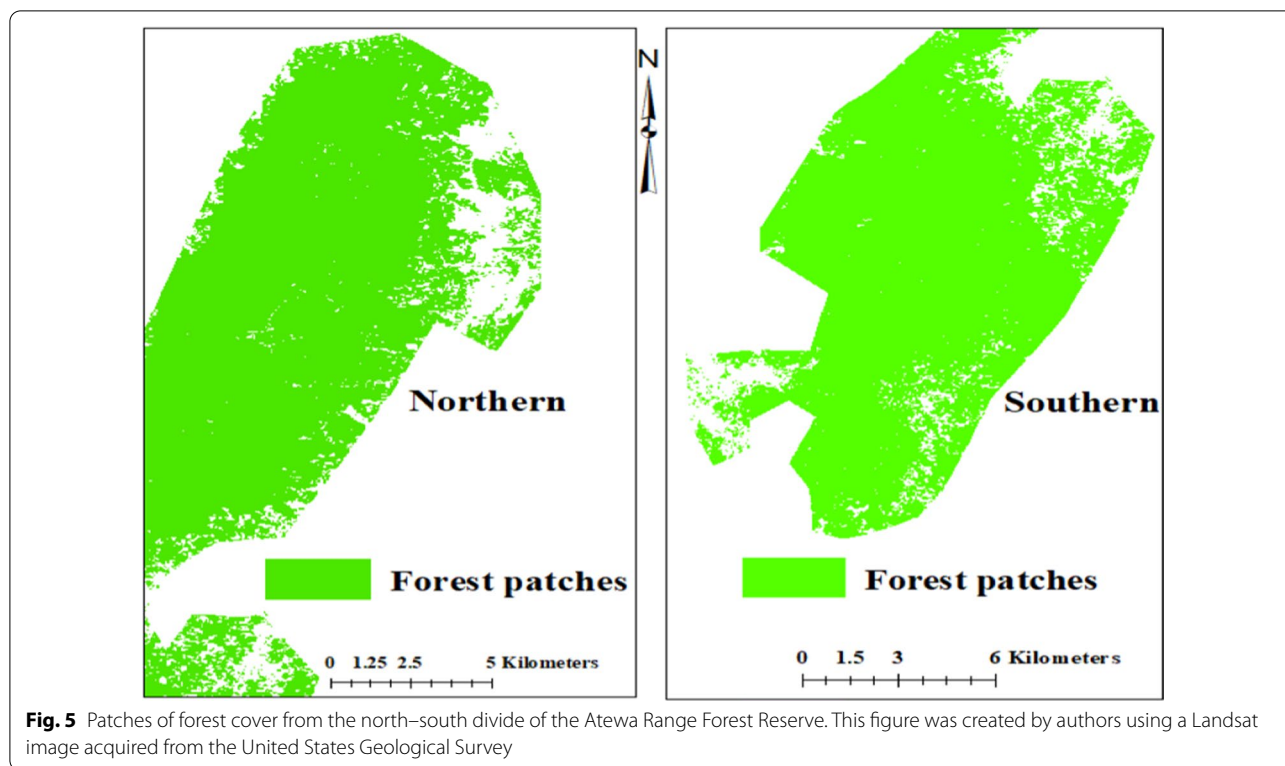 N
Northern
Southern
Forest patches
Forest patches
0 1.25 2.5 5 Kilometers
0 1.5 3 6 Kilometers
Fig. 5 Patches of forest cover from the north–south divide of the Atewa Range Forest Reserve. This figure was created by authors using a Landsat
image acquired from the United States Geological Survey